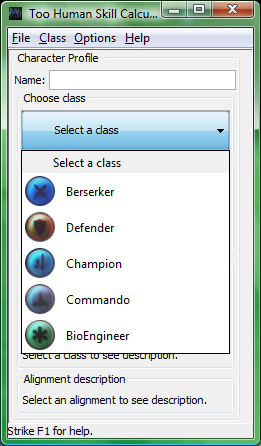 Too Human Skill Calcu...
File Class Options Help
Character Profile
Name:
Choose class
Select a class
Select a class
Berserker
Defender
Champion
Commando
BioEngineer
Select a class to see description.
Alignment description
Select an alignment to see description.
Strike F1 for help.